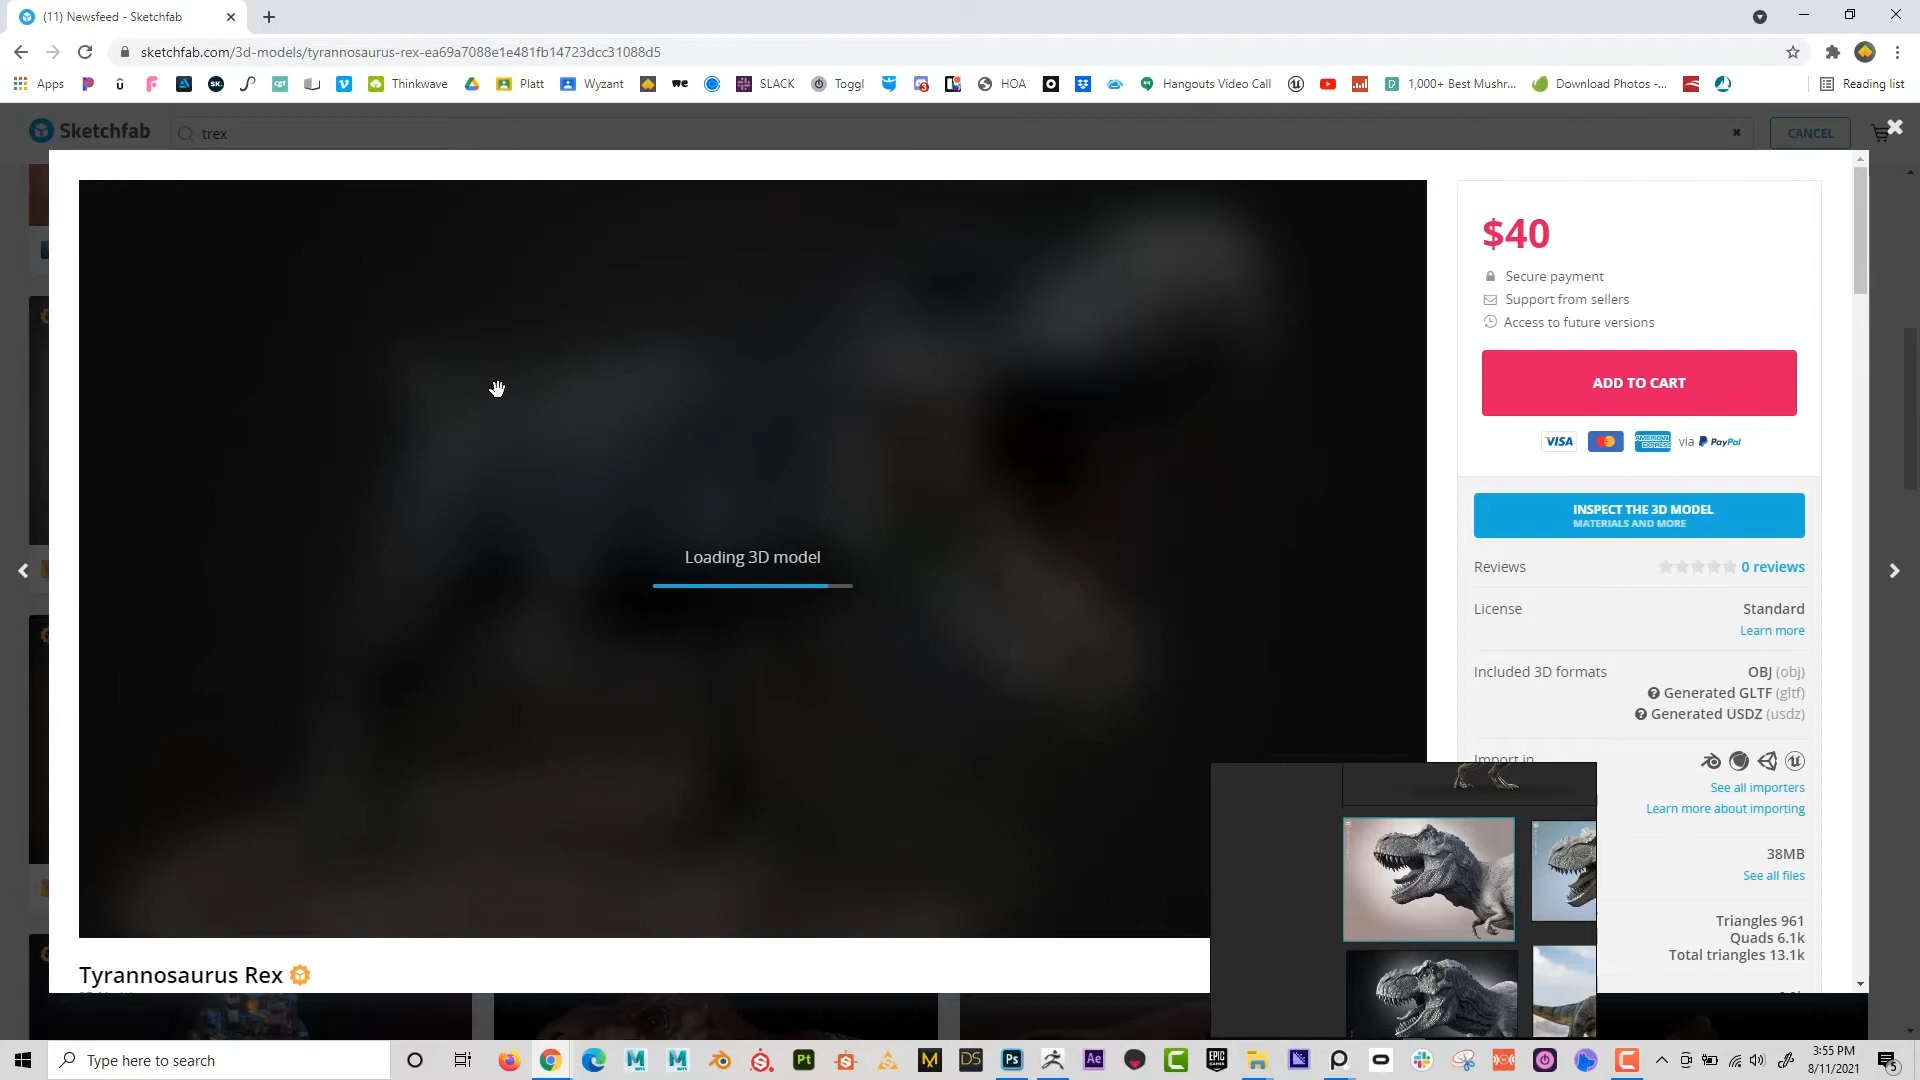 (11) Newsfeed - Sketchfab
sketchfab.com/3d-models/tyrannosaurus-rex-ea69a7088e1e481fb14723dcc31088d5
Apps
Thinkwave
Platt
Wyzant
we
SLACK
Toggl
HOA
Hangouts Video Call
1,000+ Best Mushr...
Download Photos -...
Reading list
Sketchfab
trex
CANCEL
$40
Secure payment
Support from sellers
Access to future versions
ADD TO CART
VISA
AMERICAN EXPRESS
via PayPal
INSPECT THE 3D MODEL
MATERIALS AND MORE
Loading 3D model
Reviews
0 reviews
License
Standard
Learn more
Included 3D formats
OBJ (obj)
Generated GLTF (gltf)
Generated USDZ (usdz)
Import in
See all importers
Learn more about importing
38MB
See all files
Triangles 961
Quads 6.1k
Total triangles 13.1k
Tyrannosaurus Rex
Type here to search
3:55 PM
8/11/2021